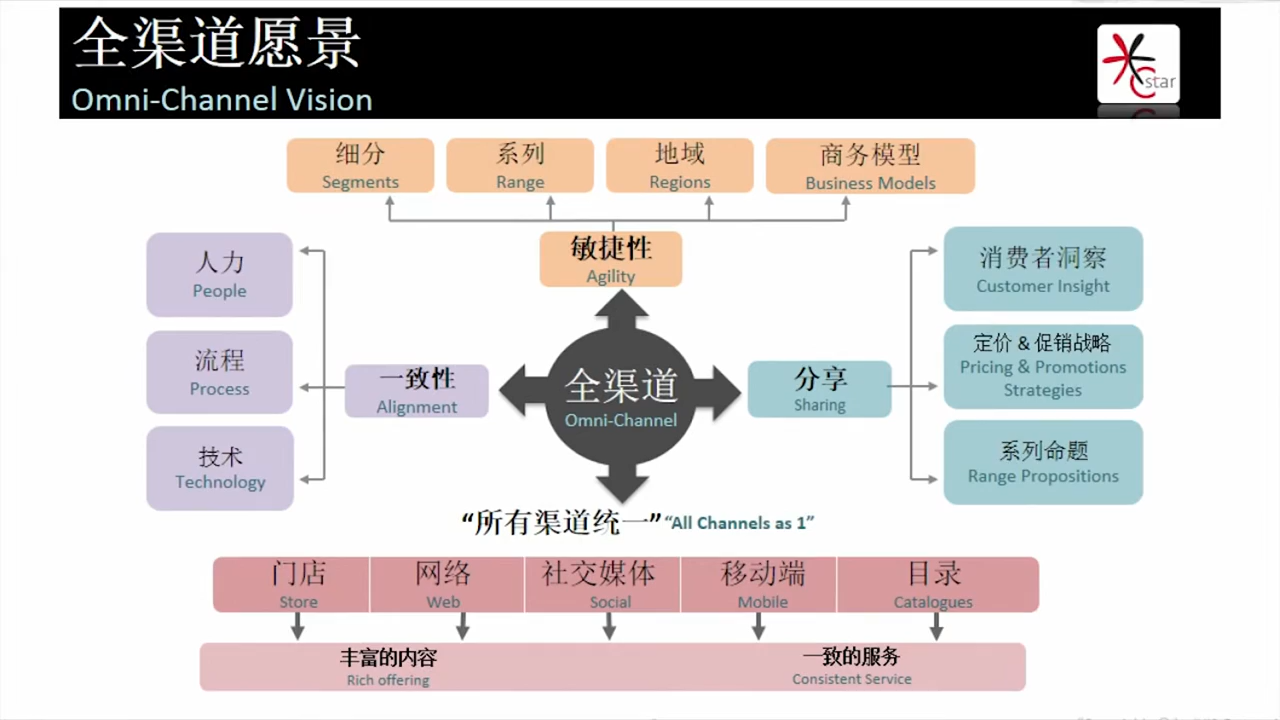 全渠道愿景
Omni-Channel Vision
C star
细分
Segments
系列
Range
地域
Regions
商务模型
Business Models
敏捷性
Agility
人力
People
流程
Process
技术
Technology
一致性
Alignment
全渠道
Omni-Channel
分享
Sharing
消费者洞察
Customer Insight
定价 & 促销战略
Pricing & Promotions
Strategies
系列命题
Range Propositions
“所有渠道统一” “All Channels as 1”
门店
Store
网络
Web
社交媒体
Social
移动端
Mobile
目录
Catalogues
丰富的内容
Rich offering
一致的服务
Consistent Service